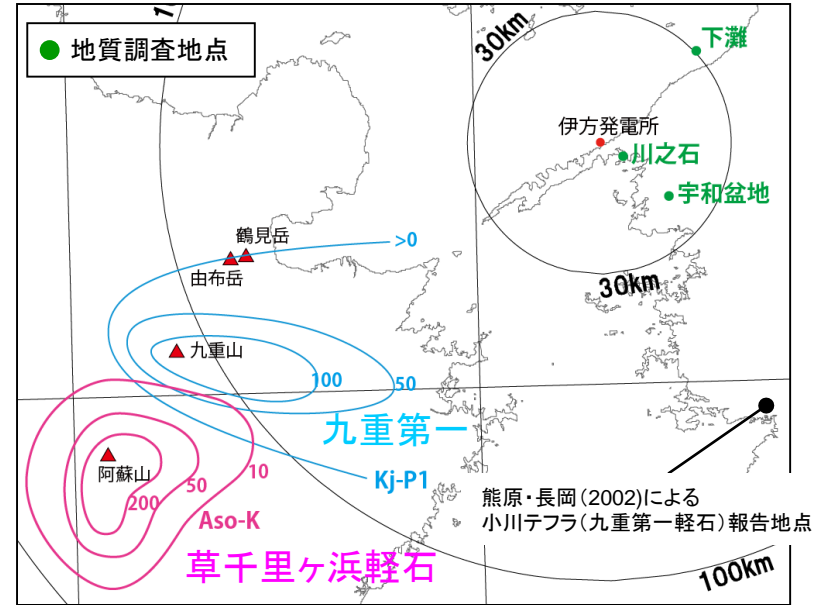 ● 地質調査地点
30km
下灘
伊方発電所
川之石
宇和盆地
鶴見岳
>0
由布岳
30km
九重山
100
50
九重第一
Kj-P1
阿蘇山
10
50
200
Aso-K
熊原・長岡(2002)による
小川テフラ(九重第一軽石)報告地点
草千里ヶ浜軽石
100km